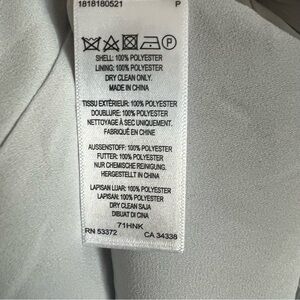 1818180521 P
P
SHELL: 100% POLYESTER
LINING: 100% POLYESTER
DRY CLEAN ONLY.
MADE IN CHINA
TISSU EXTÉRIEUR: 100% POLYESTER
DOUBLURE: 100% POLYESTER
NETTOYAGE À SEC UNIQUEMENT.
FABRIQUÉ EN CHINE
AUSSENSTOFF: 100% POLYESTER
FUTTER: 100% POLYESTER
NUR CHEMISCHE REINIGUNG.
HERGESTELLT IN CHINA
LAPISAN LUAR: 100% POLYESTER
LAPISAN: 100% POLYESTER
DRY CLEAN SAJA
DIBUAT DI CINA
71HNK
RN 53372 CA 34338